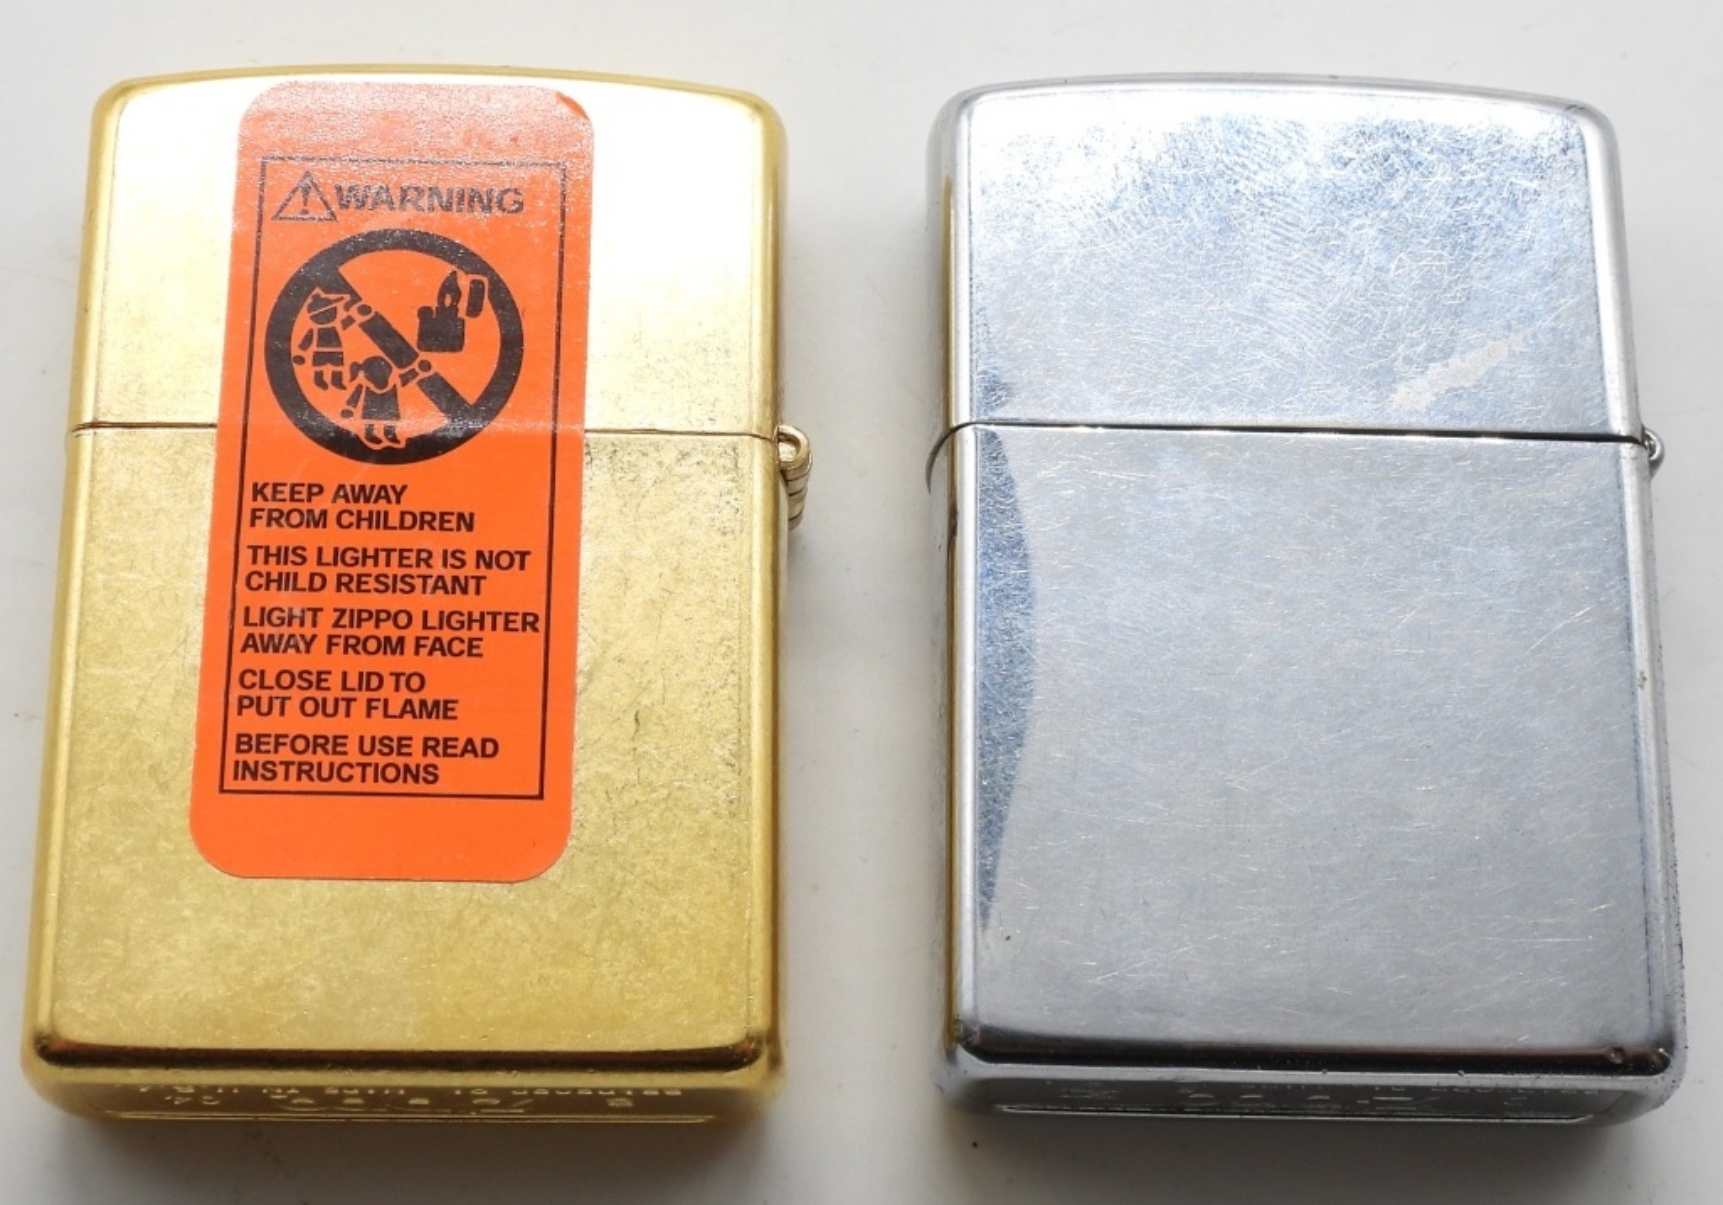 WARNING
KEEP AWAY
FROM CHILDREN
THIS LIGHTER IS NOT
CHILD RESISTANT
LIGHT ZIPPO LIGHTER
AWAY FROM FACE
CLOSE LID TO
PUT OUT FLAME
BEFORE USE READ
INSTRUCTIONS